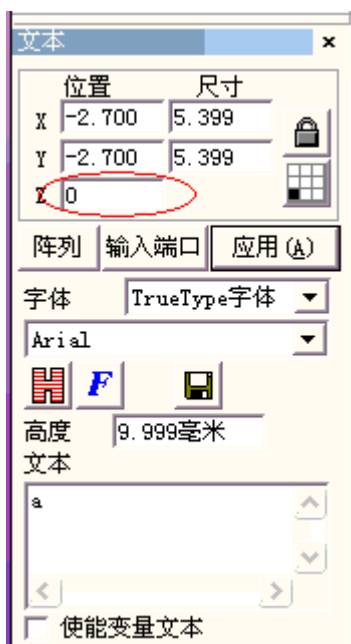 文本
位置 尺寸
X -2.700 5.399
Y -2.700 5.399
Z 0
阵列 输入端口 应用(A)
字体 TrueType字体
Arial
F
高度 9.999毫米
文本
a
使能变量文本